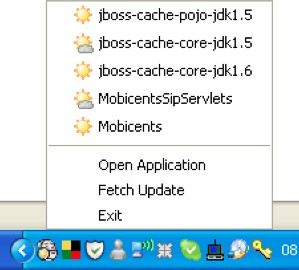 jboss-cache-pojo-jdk1.5
jboss-cache-core-jdk1.5
jboss-cache-core-jdk1.6
MobicentsSipServlets
Mobicents
Open Application
Fetch Update
Exit
08